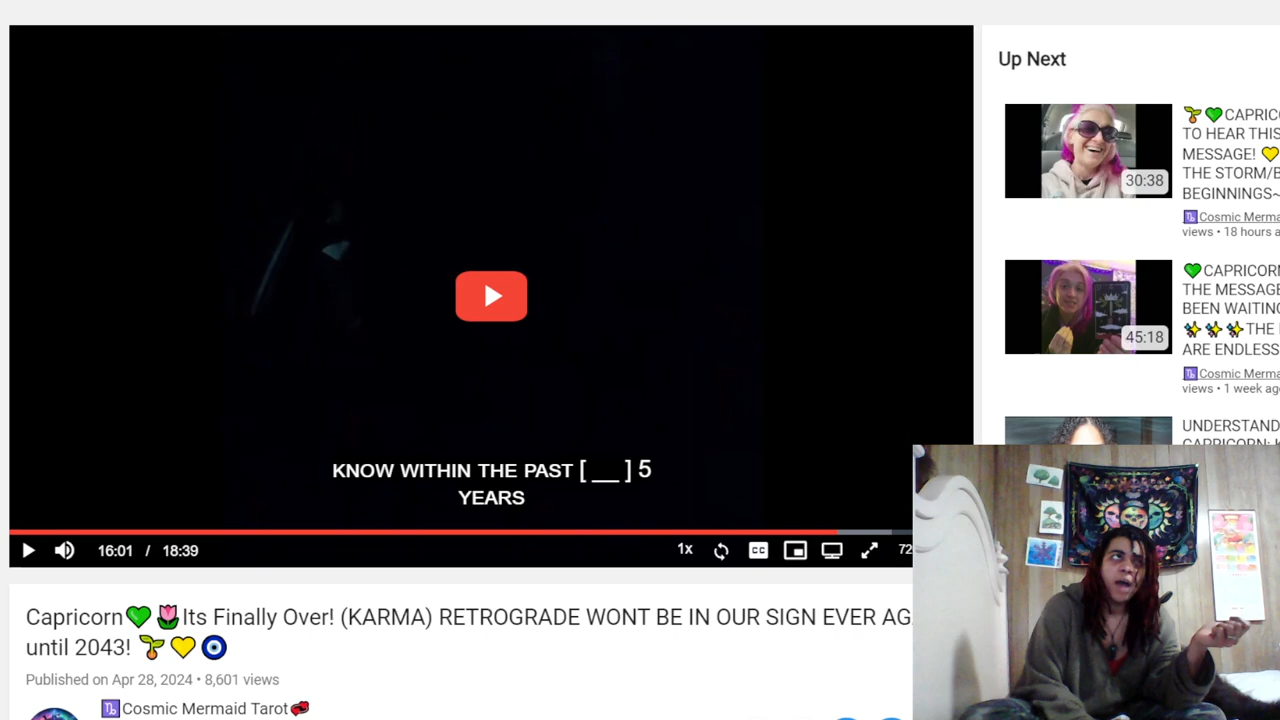 Up Next
30:38
🌱💚CAPRICO
TO HEAR THIS
MESSAGE! 💛
THE STORM/B
BEGINNINGS~
♑Cosmic Merma
views • 18 hours a
45:18
💚CAPRICORN
THE MESSAGE
BEEN WAITING
✨✨✨THE
ARE ENDLESS
♑Cosmic Merma
views • 1 week ag
UNDERSTAND
KNOW WITHIN THE PAST [ __ ] 5
YEARS
16:01 / 18:39
1x
CC
72
Capricorn💚🌷Its Finally Over! (KARMA) RETROGRADE WONT BE IN OUR SIGN EVER AG
until 2043! 🌱💛🧿
Published on Apr 28, 2024 • 8,601 views
♑Cosmic Mermaid Tarot💞